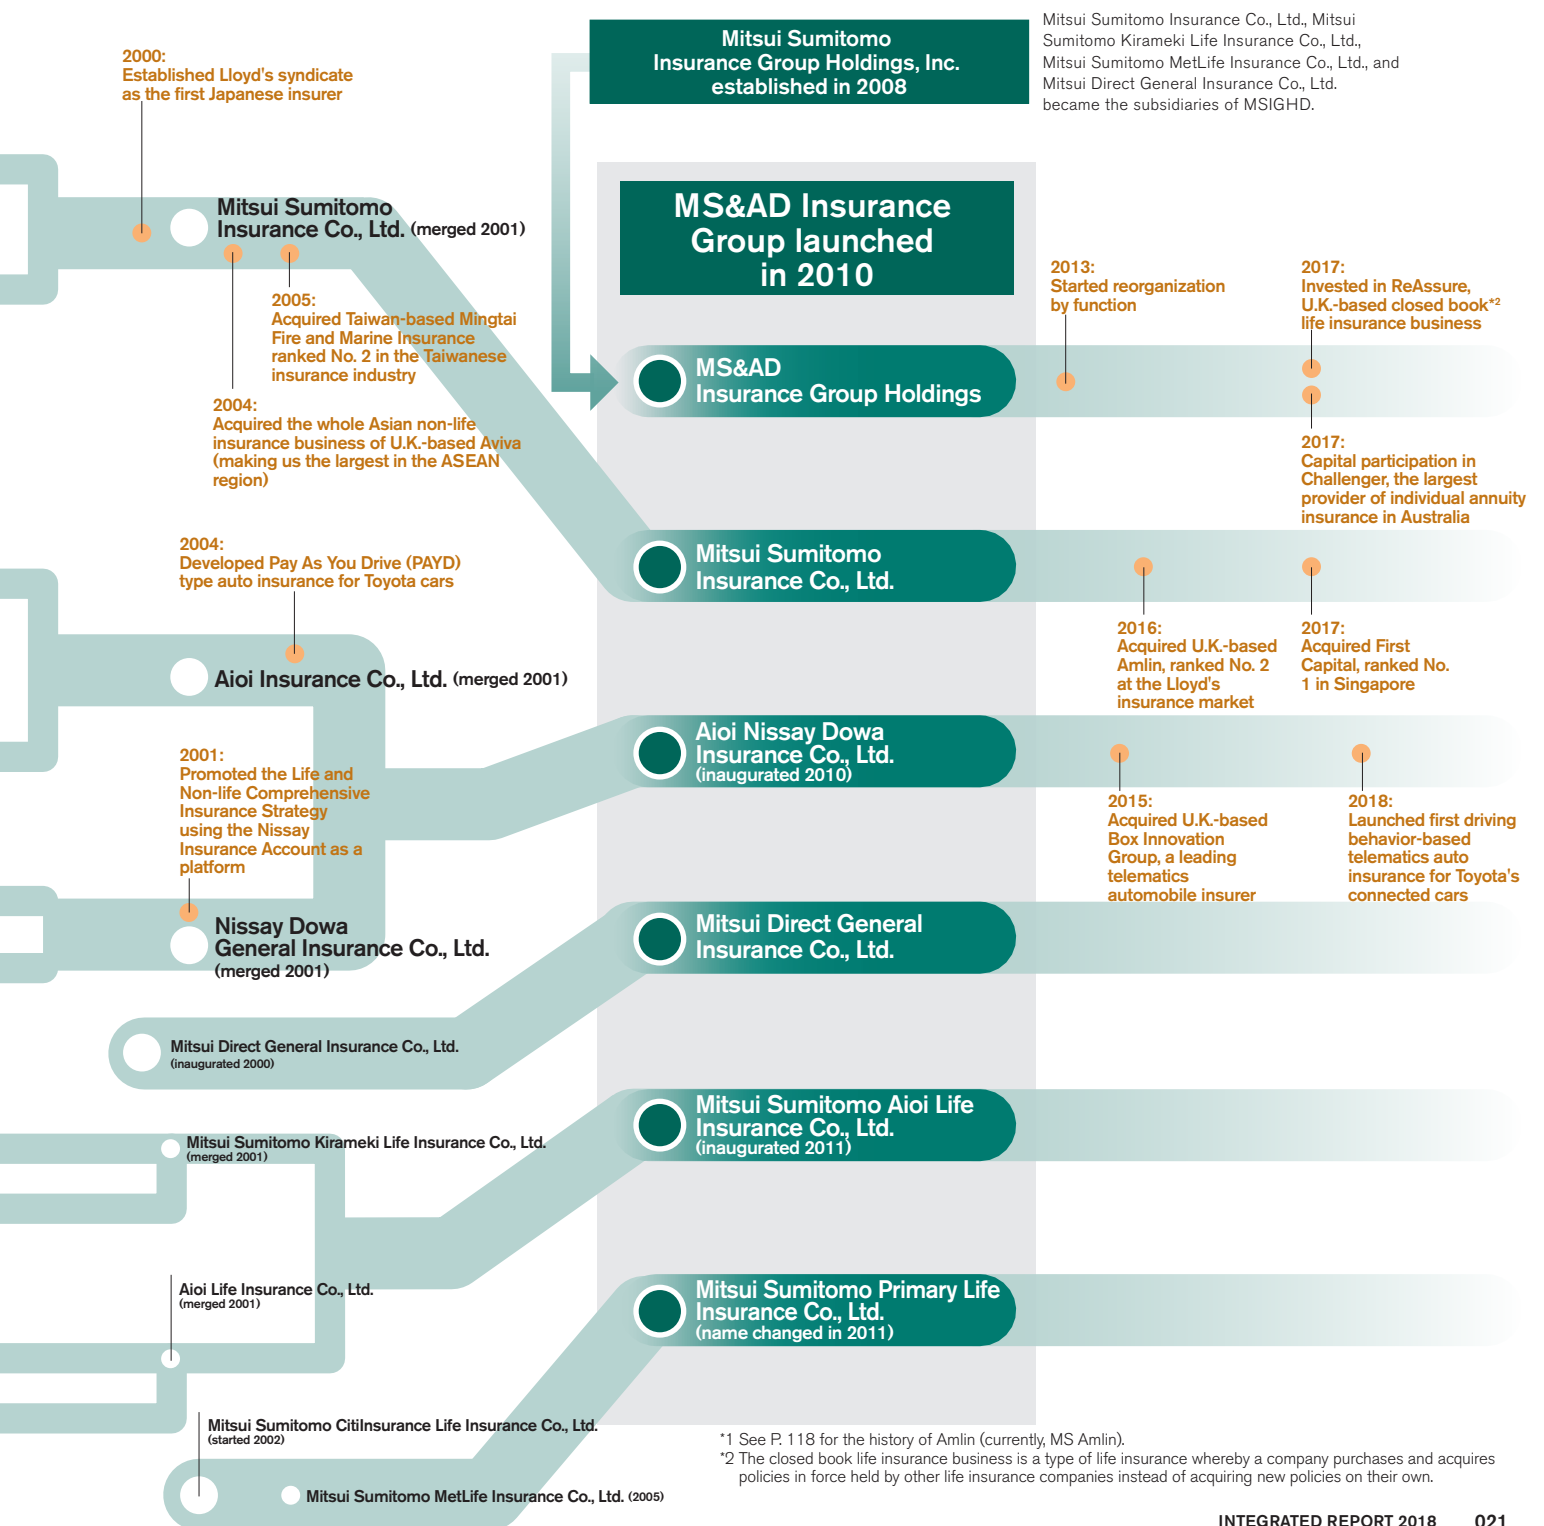 Mitsui Sumitomo
Insurance Group Holdings, Inc.
established in 2008
Mitsui Sumitomo Insurance Co., Ltd., Mitsui
Sumitomo Kirameki Life Insurance Co., Ltd.,
Mitsui Sumitomo MetLife Insurance Co., Ltd., and
Mitsui Direct General Insurance Co., Ltd.
became the subsidiaries of MSIGHD.
2000:
Established Lloyd's syndicate
as the first Japanese insurer
Mitsui Sumitomo
Insurance Co., Ltd. (merged 2001)
2005:
Acquired Taiwan-based Mingtai
Fire and Marine Insurance
ranked No. 2 in the Taiwanese
insurance industry
2004:
Acquired the whole Asian non-life
insurance business of U.K.-based Aviva
(making us the largest in the ASEAN
region)
MS&AD Insurance
Group launched
in 2010
MS&AD
Insurance Group Holdings
2013:
Started reorganization
by function
2017:
Invested in ReAssure,
U.K.-based closed book*2
life insurance business
2017:
Capital participation in
Challenger, the largest
provider of individual annuity
insurance in Australia
Mitsui Sumitomo
Insurance Co., Ltd.
2016:
Acquired U.K.-based
Amlin, ranked No. 2
at the Lloyd's
insurance market
2017:
Acquired First
Capital, ranked No.
1 in Singapore
2004:
Developed Pay As You Drive (PAYD)
type auto insurance for Toyota cars
Aioi Insurance Co., Ltd. (merged 2001)
2001:
Promoted the Life and
Non-life Comprehensive
Insurance Strategy
using the Nissay
Insurance Account as a
platform
Nissay Dowa
General Insurance Co., Ltd.
(merged 2001)
Aioi Nissay Dowa
Insurance Co., Ltd.
(inaugurated 2010)
2015:
Acquired U.K.-based
Box Innovation
Group, a leading
telematics
automobile insurer
2018:
Launched first driving
behavior-based
telematics auto
insurance for Toyota's
connected cars
Mitsui Direct General
Insurance Co., Ltd.
Mitsui Direct General Insurance Co., Ltd.
(inaugurated 2000)
Mitsui Sumitomo Kirameki Life Insurance Co., Ltd.
(merged 2001)
Mitsui Sumitomo Aioi Life
Insurance Co., Ltd.
(inaugurated 2011)
Aioi Life Insurance Co., Ltd.
(merged 2001)
Mitsui Sumitomo Primary Life
Insurance Co., Ltd.
(name changed in 2011)
Mitsui Sumitomo CitiInsurance Life Insurance Co., Ltd.
(started 2002)
Mitsui Sumitomo MetLife Insurance Co., Ltd. (2005)
*1 See P. 118 for the history of Amlin (currently, MS Amlin).
*2 The closed book life insurance business is a type of life insurance whereby a company purchases and acquires
policies in force held by other life insurance companies instead of acquiring new policies on their own.
INTEGRATED REPORT 2018 021